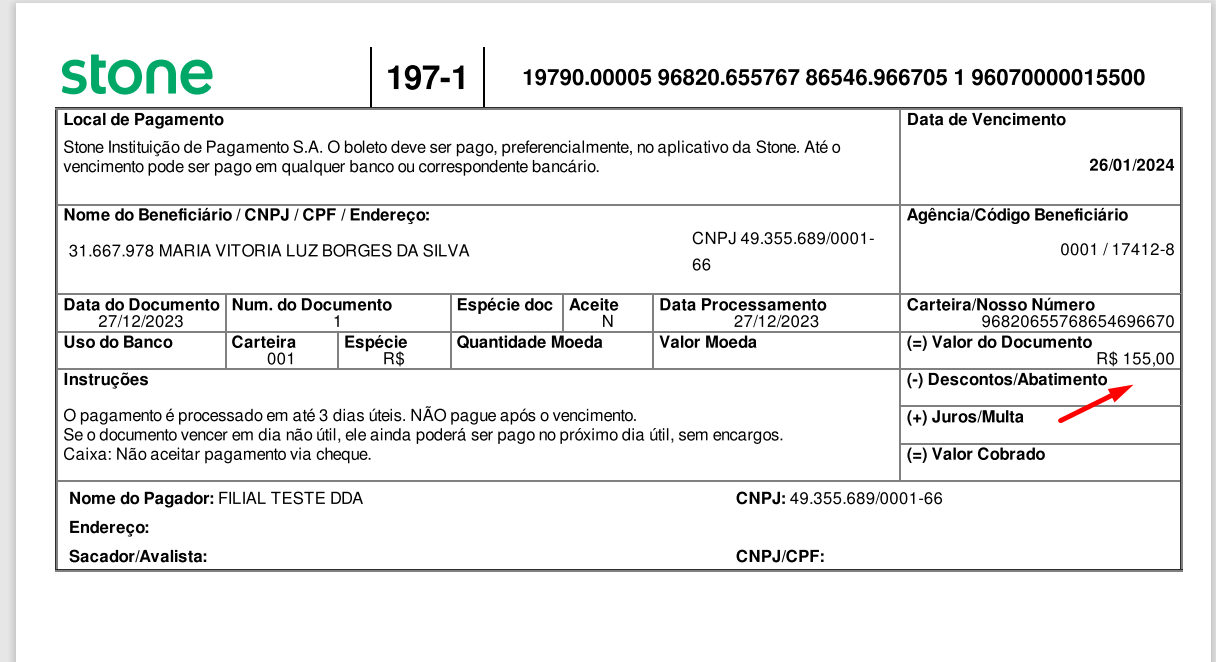 stone
197-1
19790.00005 96820.655767 86546.966705 1 96070000015500
Local de Pagamento
Stone Instituição de Pagamento S.A. O boleto deve ser pago, preferencialmente, no aplicativo da Stone. Até o
vencimento pode ser pago em qualquer banco ou correspondente bancário.
Data de Vencimento
26/01/2024
Nome do Beneficiário / CNPJ / CPF / Endereço:
31.667.978 MARIA VITORIA LUZ BORGES DA SILVA
CNPJ 49.355.689/0001-
66
Agência/Código Beneficiário
0001 / 17412-8
Data do Documento
27/12/2023
Num. do Documento
1
Espécie doc
Aceite
N
Data Processamento
27/12/2023
Carteira/Nosso Número
96820655768654696670
Uso do Banco
Carteira
001
Espécie
R$
Quantidade Moeda
Valor Moeda
(=) Valor do Documento
R$ 155,00
Instruções
O pagamento é processado em até 3 dias úteis. NÃO pague após o vencimento.
Se o documento vencer em dia não útil, ele ainda poderá ser pago no próximo dia útil, sem encargos.
Caixa: Não aceitar pagamento via cheque.
(-) Descontos/Abatimento
(+) Juros/Multa
(=) Valor Cobrado
Nome do Pagador: FILIAL TESTE DDA
CNPJ: 49.355.689/0001-66
Endereço:
Sacador/Avalista:
CNPJ/CPF: